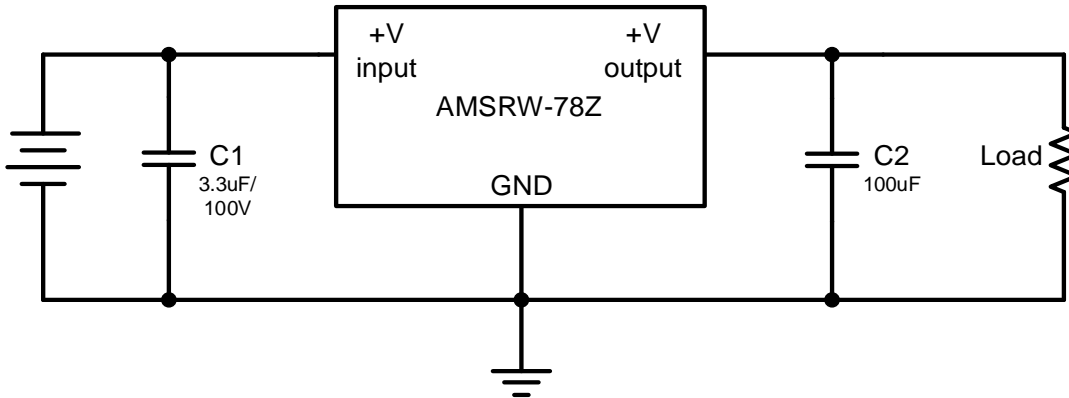 +V
input
+V
output
AMSRW-78Z
GND
C1
3.3uF/
100V
C2
100uF
Load